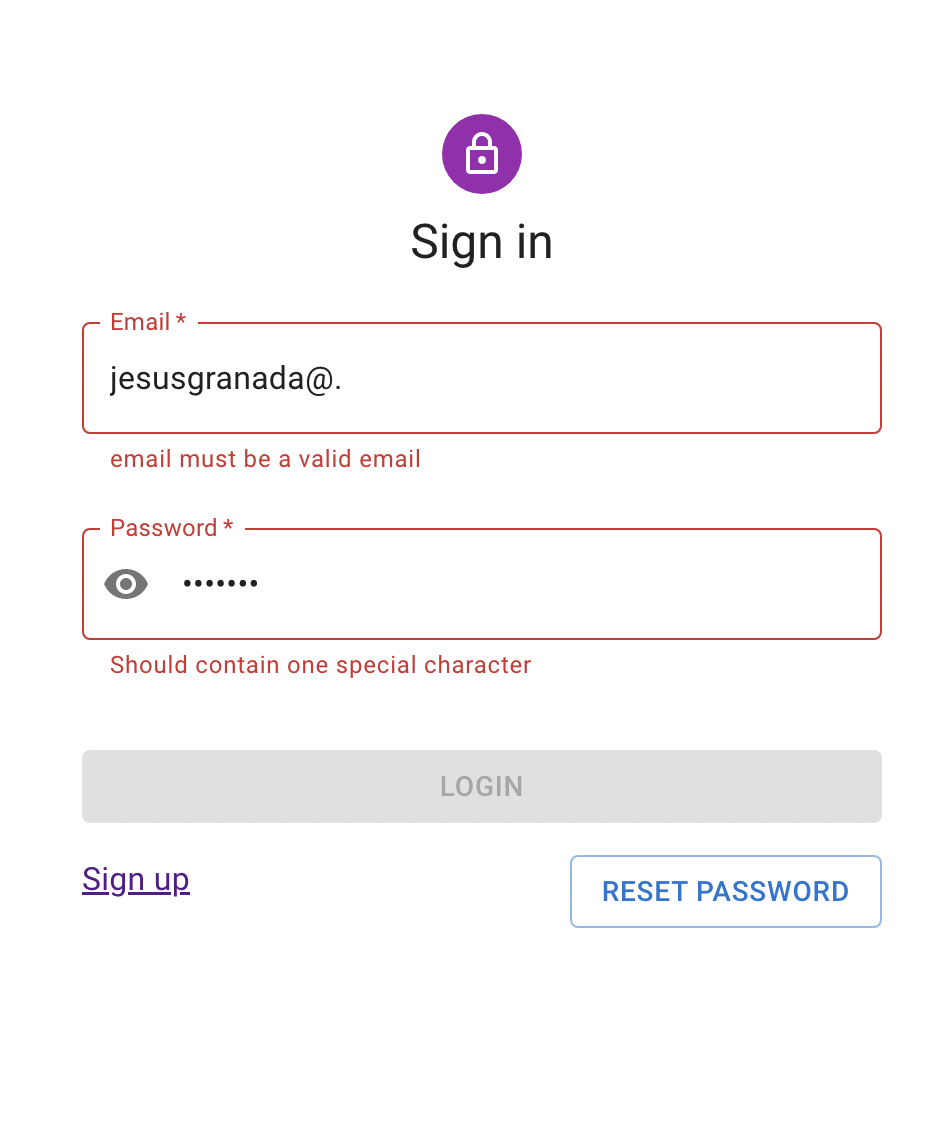 Sign in
Email *
jesusgranada@.
email must be a valid email
Password *
•••••••
Should contain one special character
LOGIN
Sign up
RESET PASSWORD